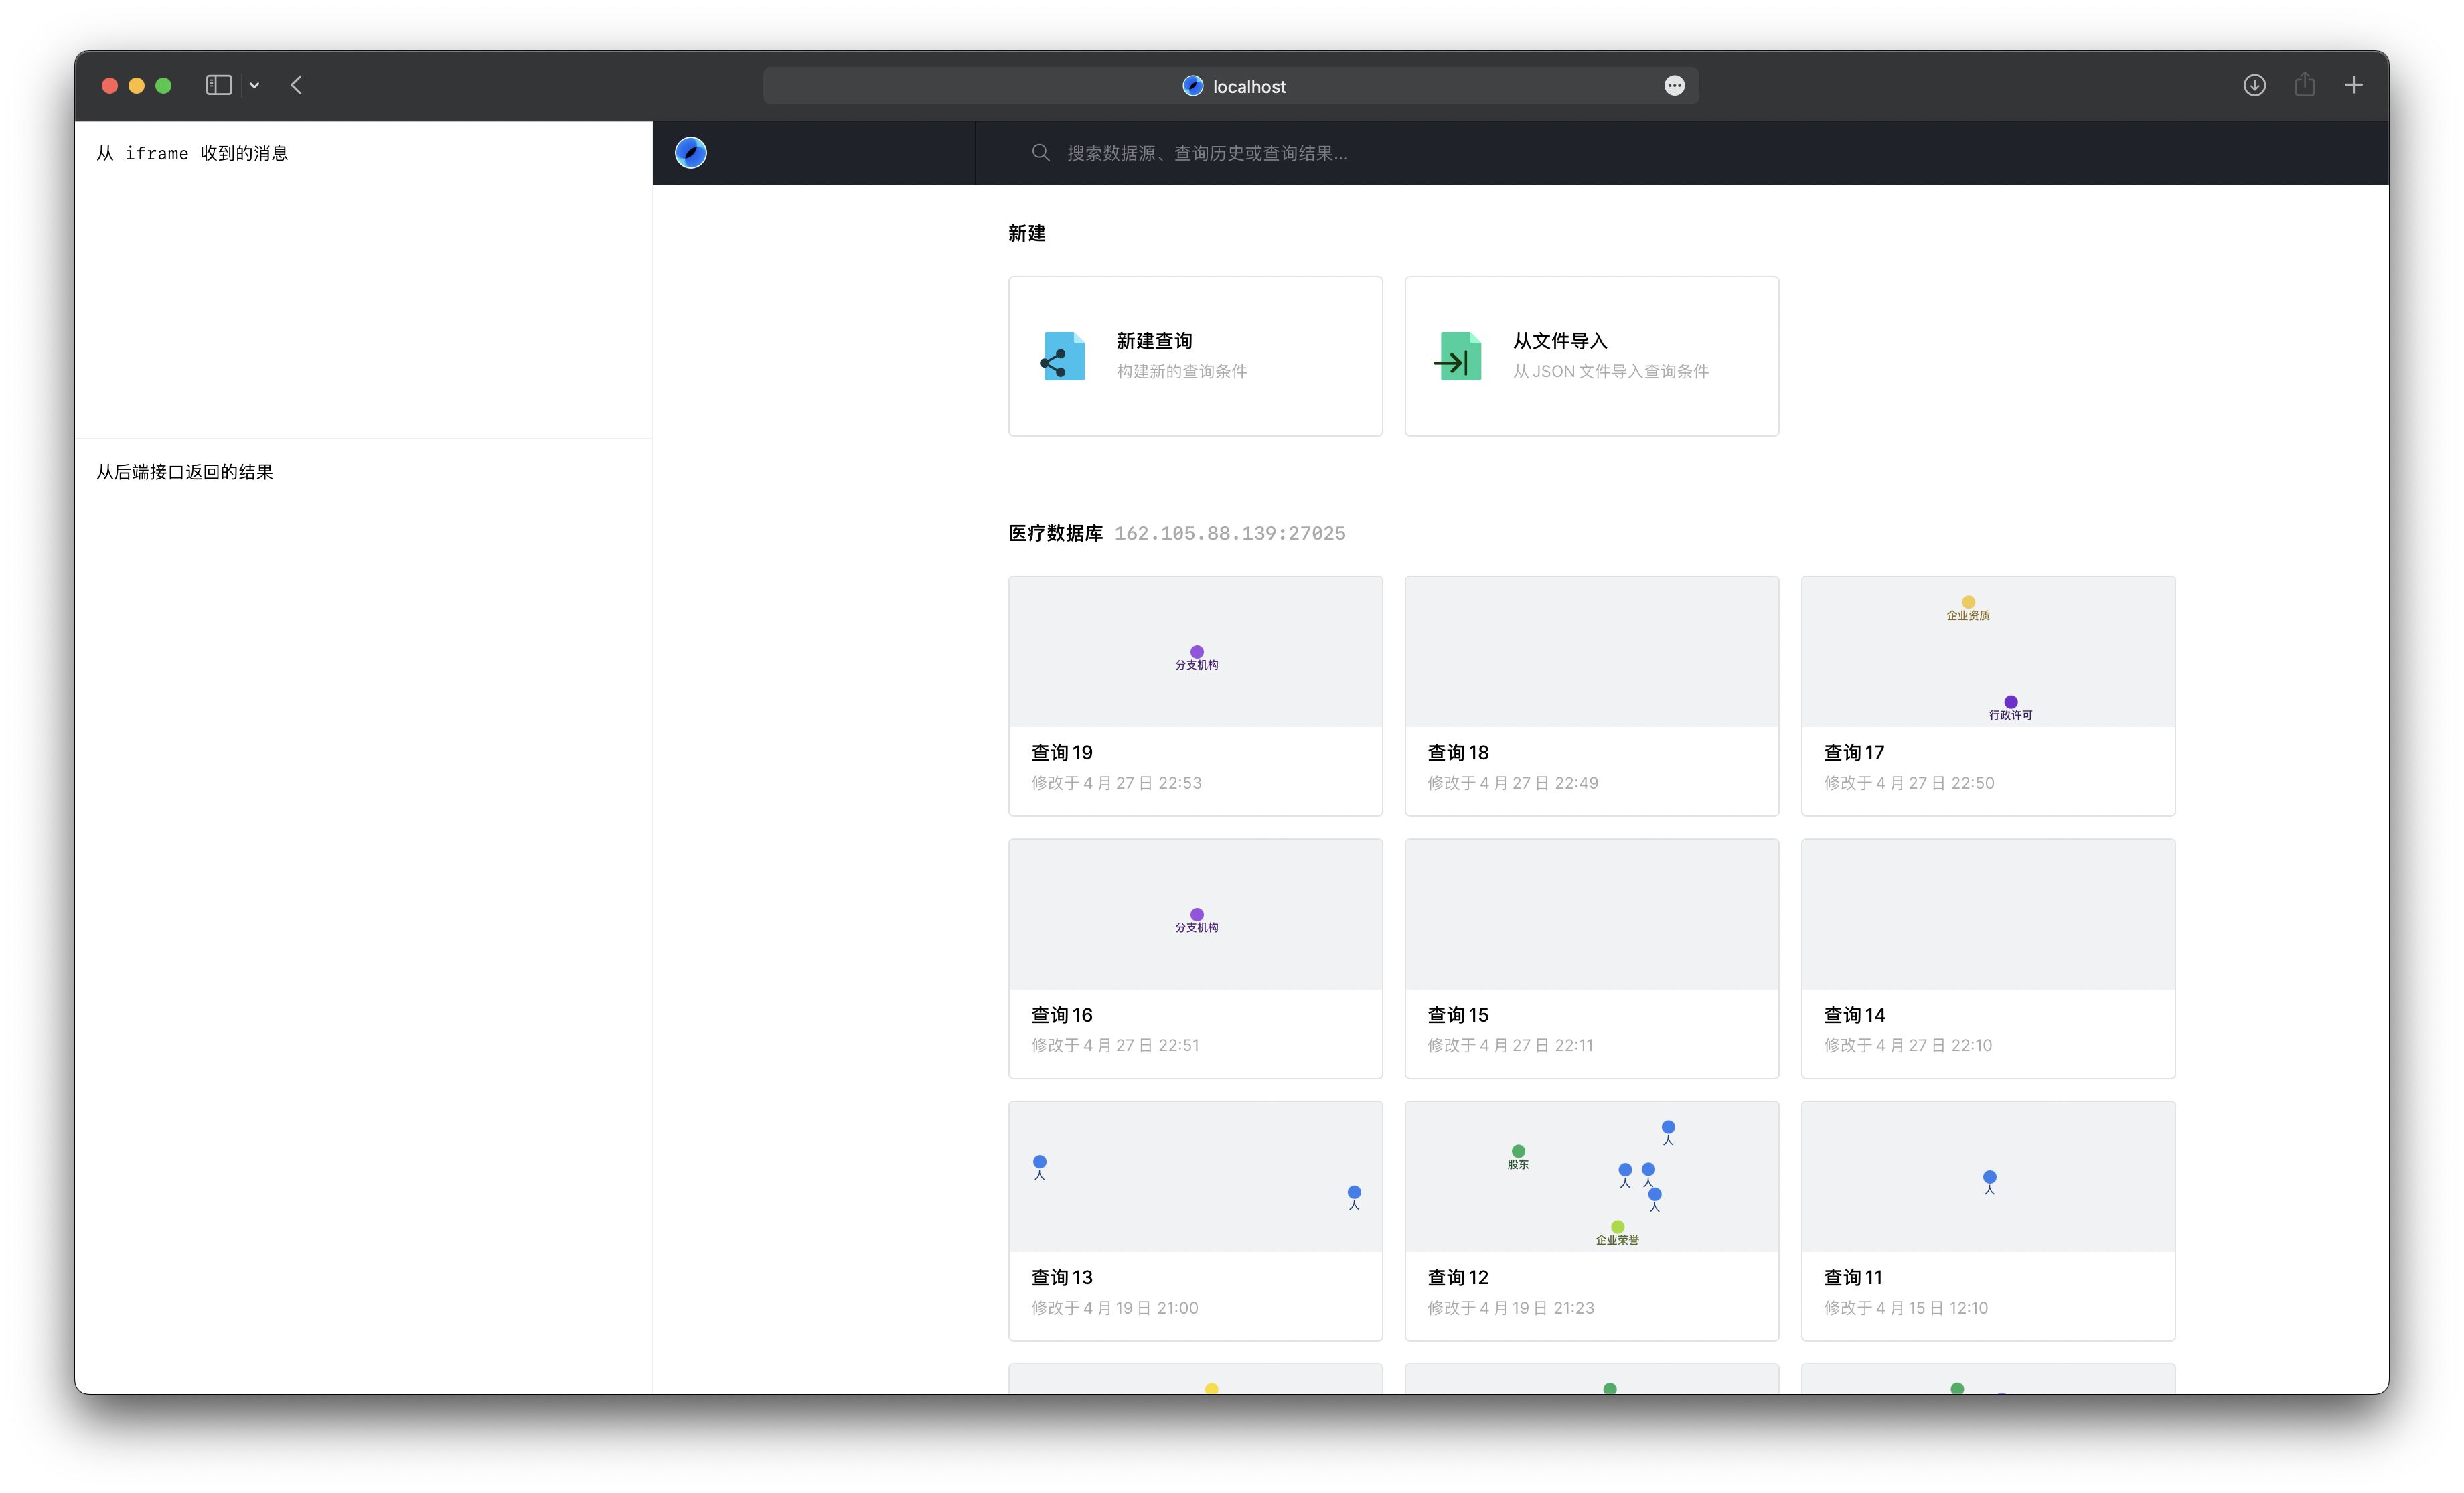 localhost
从 iframe 收到的消息
从后端接口返回的结果
搜索数据源、查询历史或查询结果...
新建
新建查询
构建新的查询条件
从文件导入
从 JSON 文件导入查询条件
医疗数据库 162.105.88.139:27025
分支机构
查询 19
修改于 4 月 27 日 22:53
查询 18
修改于 4 月 27 日 22:49
企业资质
行政许可
查询 17
修改于 4 月 27 日 22:50
分支机构
查询 16
修改于 4 月 27 日 22:51
查询 15
修改于 4 月 27 日 22:11
查询 14
修改于 4 月 27 日 22:10
人
人
查询 13
修改于 4 月 19 日 21:00
人
股东
人
人
人
企业荣誉
查询 12
修改于 4 月 19 日 21:23
人
查询 11
修改于 4 月 15 日 12:10